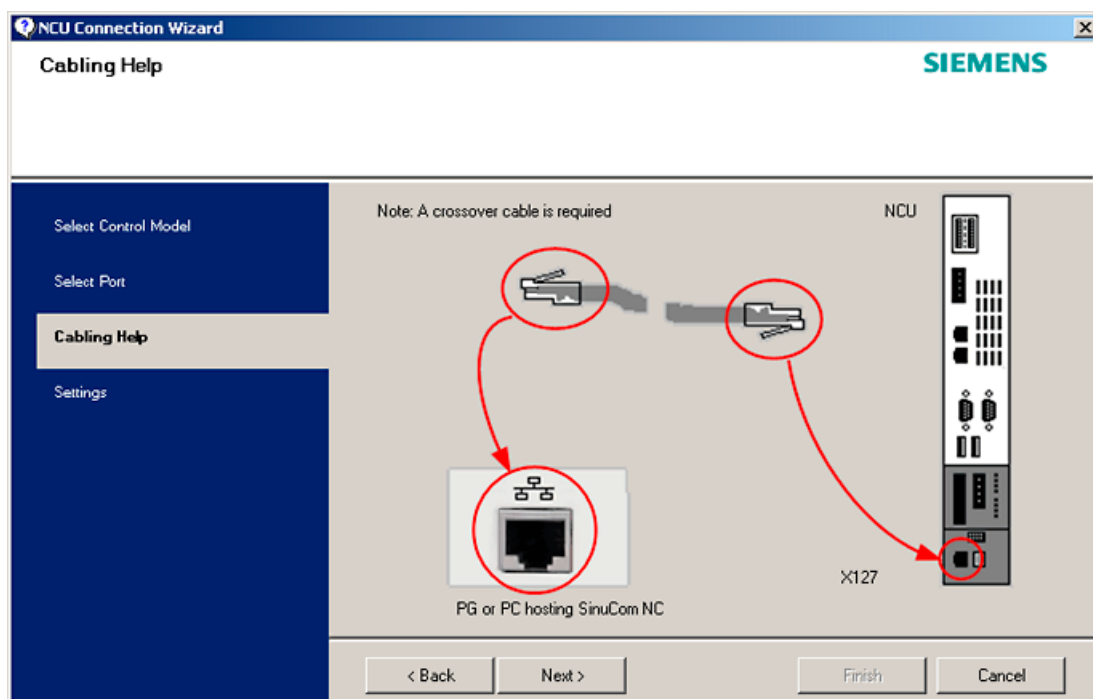 NCU Connection Wizard
Cabling Help
SIEMENS
Select Control Model
Select Port
Cabling Help
Settings
Note: A crossover cable is required
NCU
X127
PG or PC hosting SinuCom NC
< Back
Next >
Finish
Cancel